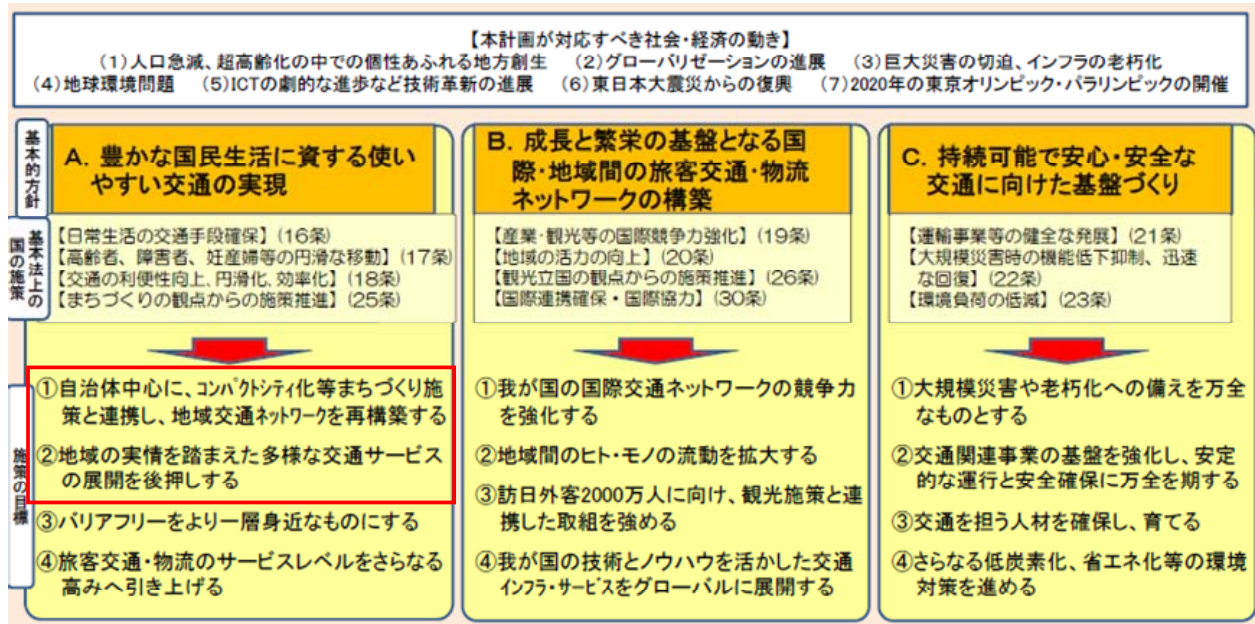 【本計画が対応すべき社会・経済の動き】
(1)人口急減、超高齢化の中での個性あふれる地方創生　(2)グローバリゼーションの進展　(3)巨大災害の切迫、インフラの老朽化
(4)地球環境問題　(5)ICTの劇的な進歩など技術革新の進展　(6)東日本大震災からの復興　(7)2020年の東京オリンピック・パラリンピックの開催
基本的方針
A. 豊かな国民生活に資する使い
やすい交通の実現
B. 成長と繁栄の基盤となる国
際・地域間の旅客交通・物流
ネットワークの構築
C. 持続可能で安心・安全な
交通に向けた基盤づくり
基本法上の
国の施策
【日常生活の交通手段確保】(16条)
【高齢者、障害者、妊産婦等の円滑な移動】(17条)
【交通の利便性向上、円滑化、効率化】(18条)
【まちづくりの観点からの施策推進】(25条)
【産業・観光等の国際競争力強化】(19条)
【地域の活力の向上】(20条)
【観光立国の観点からの施策推進】(26条)
【国際連携確保・国際協力】(30条)
【運輸事業等の健全な発展】(21条)
【大規模災害時の機能低下抑制、迅速
な回復】(22条)
【環境負荷の低減】(23条)
施策の目標
①自治体中心に、コンパクトシティ化等まちづくり施
策と連携し、地域交通ネットワークを再構築する
②地域の実情を踏まえた多様な交通サービス
の展開を後押しする
③バリアフリーをより一層身近なものにする
④旅客交通・物流のサービスレベルをさらなる
高みへ引き上げる
①我が国の国際交通ネットワークの競争力
を強化する
②地域間のヒト・モノの流動を拡大する
③訪日外客2000万人に向け、観光施策と連
携した取組を強める
④我が国の技術とノウハウを活かした交通
インフラ・サービスをグローバルに展開する
①大規模災害や老朽化への備えを万全
なものとする
②交通関連事業の基盤を強化し、安定
的な運行と安全確保に万全を期する
③交通を担う人材を確保し、育てる
④さらなる低炭素化、省エネ化等の環境
対策を進める